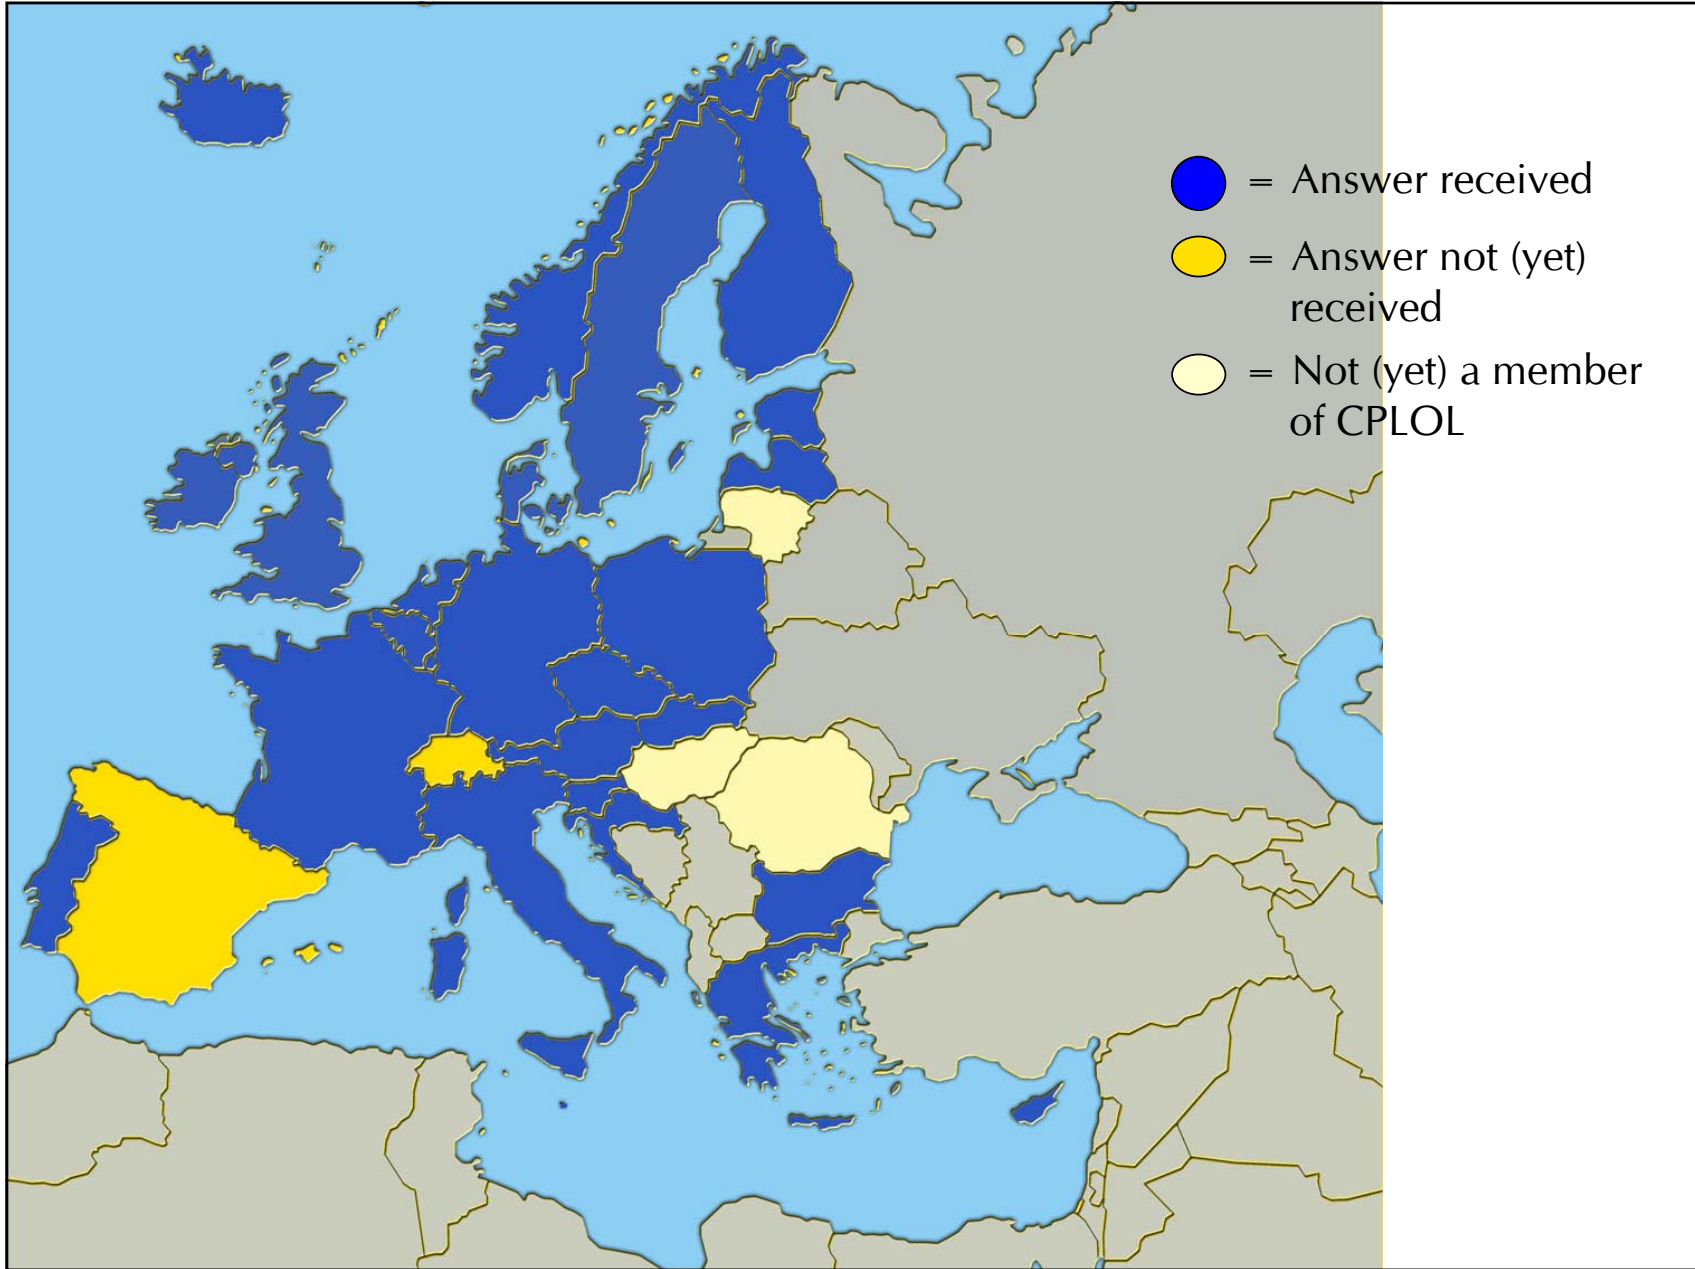 = Answer received
= Answer not (yet)
received
= Not (yet) a member
of CPLOL